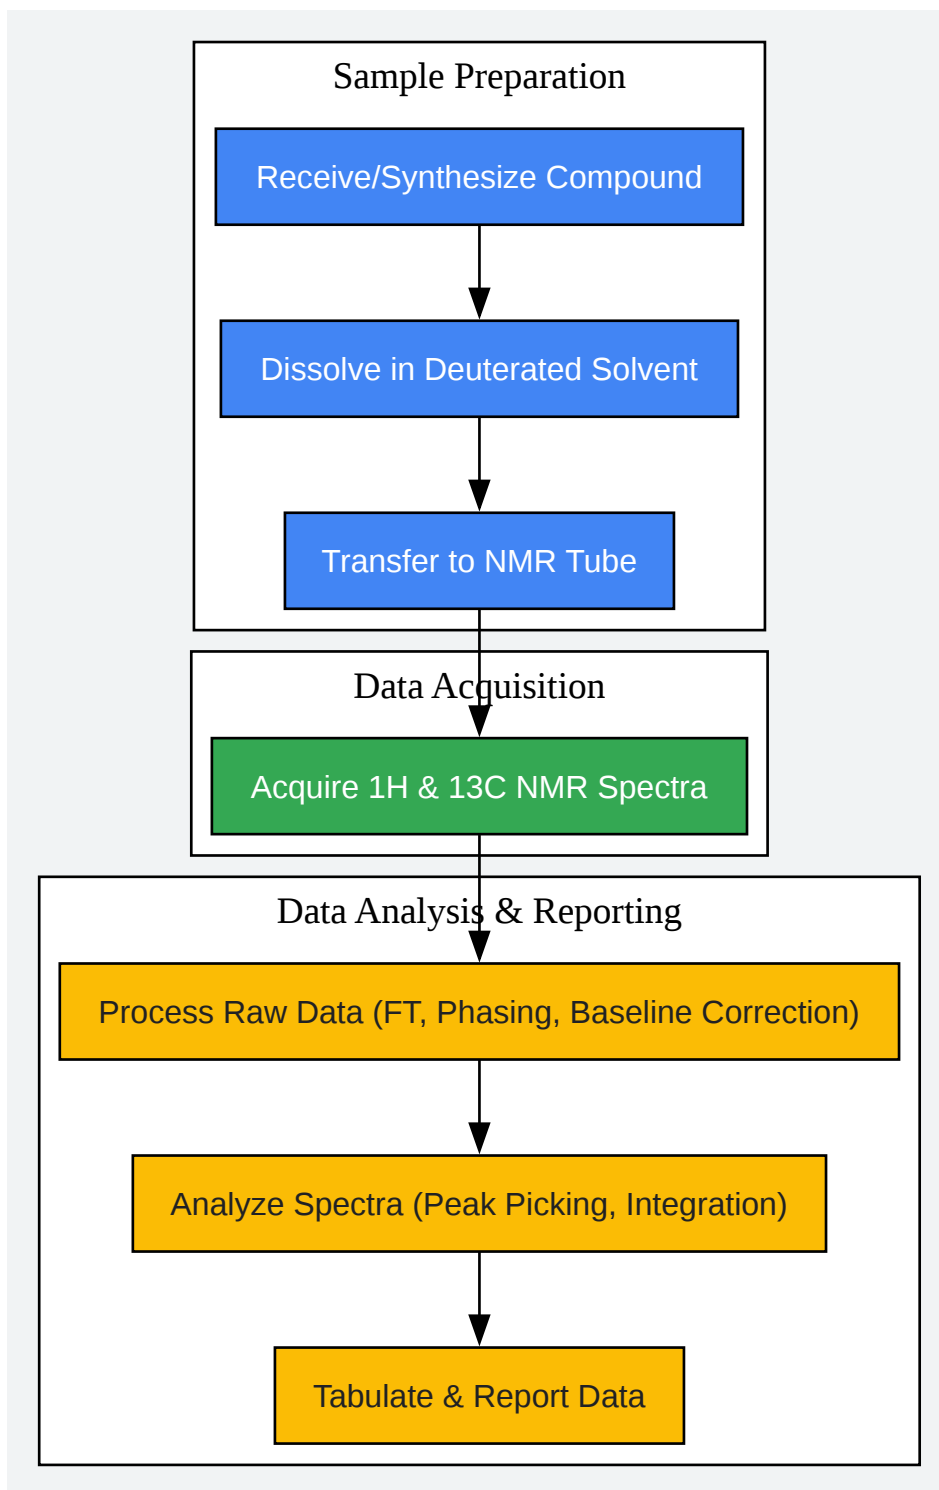 Sample Preparation
Receive/Synthesize Compound
Dissolve in Deuterated Solvent
Transfer to NMR Tube
Data Acquisition
Acquire 1H & 13C NMR Spectra
Data Analysis & Reporting
Process Raw Data (FT, Phasing, Baseline Correction)
Analyze Spectra (Peak Picking, Integration)
Tabulate & Report Data